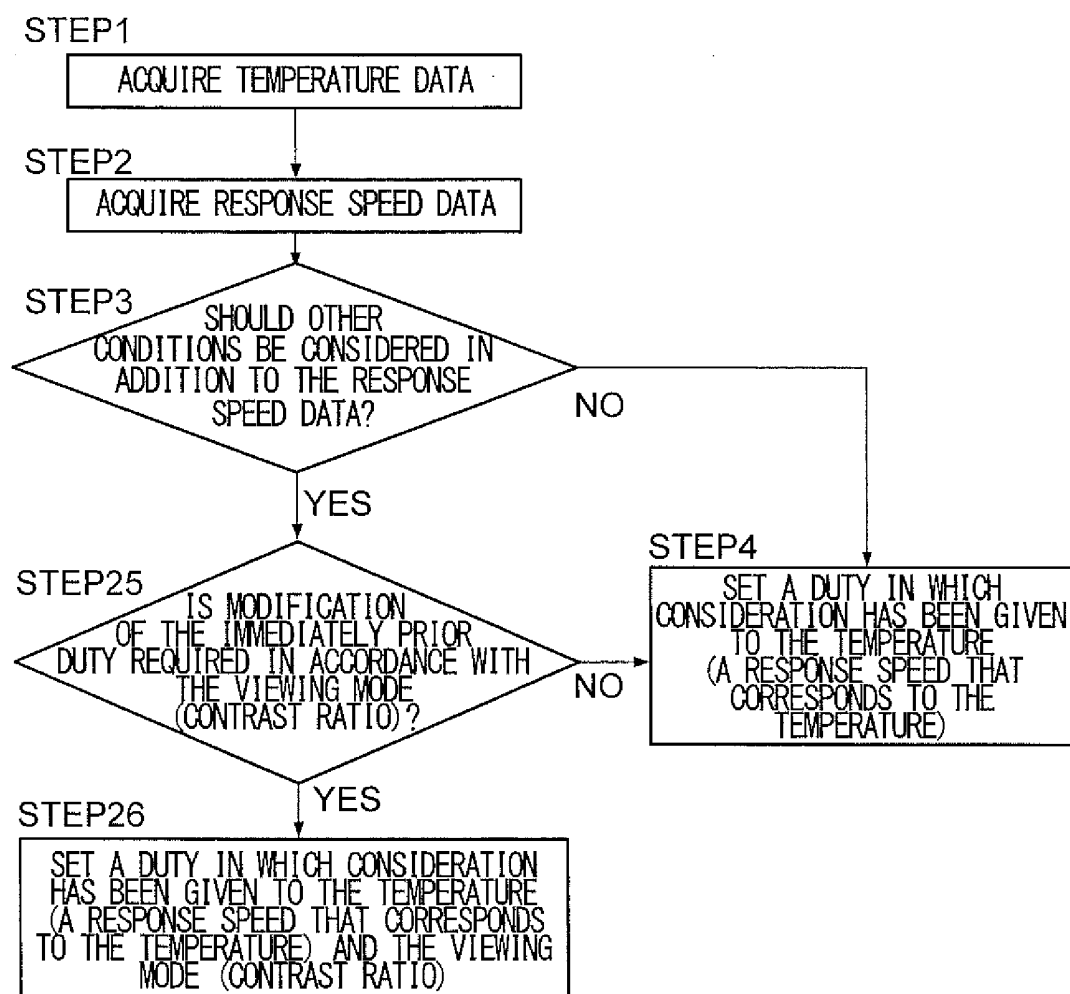 STEP1
ACQUIRE TEMPERATURE DATA
STEP2
ACQUIRE RESPONSE SPEED DATA
STEP3
SHOULD OTHER
CONDITIONS BE CONSIDERED IN
ADDITION TO THE RESPONSE
SPEED DATA?
NO
YES
STEP25
IS MODIFICATION
OF THE IMMEDIATELY PRIOR
DUTY REQUIRED IN ACCORDANCE WITH
THE VIEWING MODE
(CONTRAST RATIO)?
NO
YES
STEP4
SET A DUTY IN WHICH
CONSIDERATION HAS BEEN GIVEN
TO THE TEMPERATURE
(A RESPONSE SPEED THAT
CORRESPONDS TO THE
TEMPERATURE)
STEP26
SET A DUTY IN WHICH CONSIDERATION
HAS BEEN GIVEN TO THE TEMPERATURE
(A RESPONSE SPEED THAT CORRESPONDS
TO THE TEMPERATURE) AND THE VIEWING
MODE (CONTRAST RATIO)